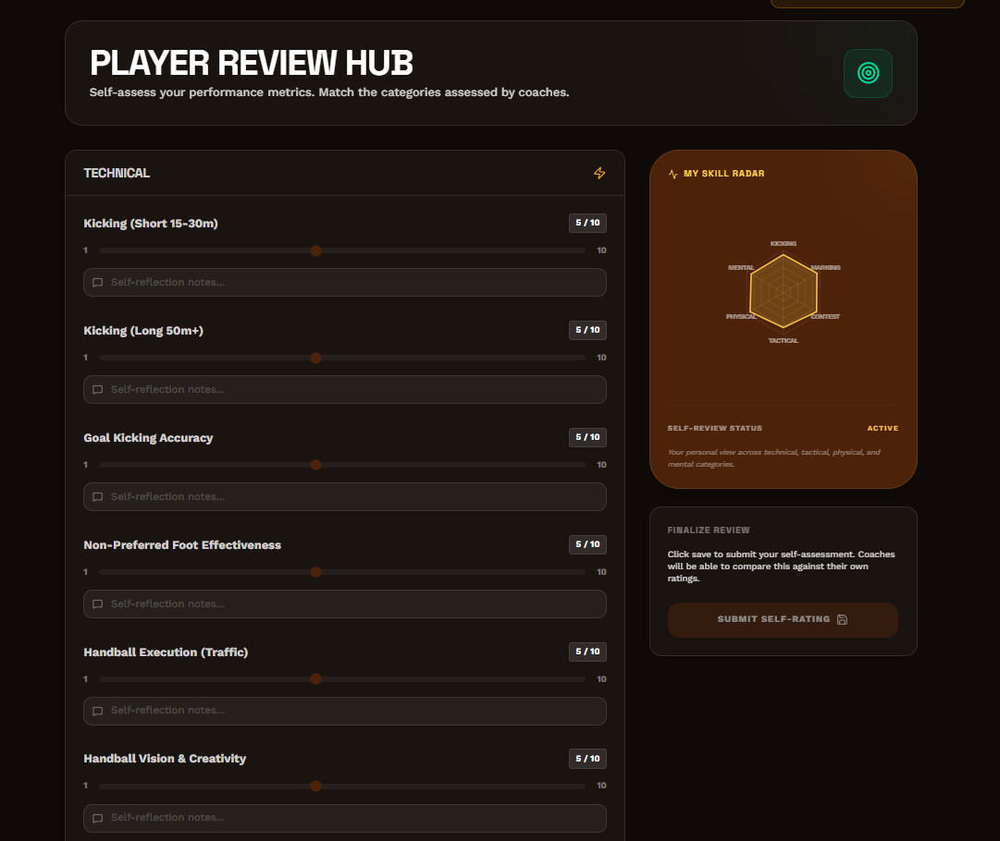 PLAYER REVIEW HUB
Self-assess your performance metrics. Match the categories assessed by coaches.
TECHNICAL
Kicking (Short 15-30m)
5 / 10
1
10
Self-reflection notes...
Kicking (Long 50m+)
5 / 10
1
10
Self-reflection notes...
Goal Kicking Accuracy
5 / 10
1
10
Self-reflection notes...
Non-Preferred Foot Effectiveness
5 / 10
1
10
Self-reflection notes...
Handball Execution (Traffic)
5 / 10
1
10
Self-reflection notes...
Handball Vision & Creativity
5 / 10
1
10
Self-reflection notes...
MY SKILL RADAR
KICKING
MENTAL
MARKING
PHYSICAL
CONTEST
TACTICAL
SELF-REVIEW STATUS
ACTIVE
Your personal view across technical, tactical, physical, and
mental categories.
FINALIZE REVIEW
Click save to submit your self-assessment. Coaches
will be able to compare this against their own
ratings.
SUBMIT SELF-RATING